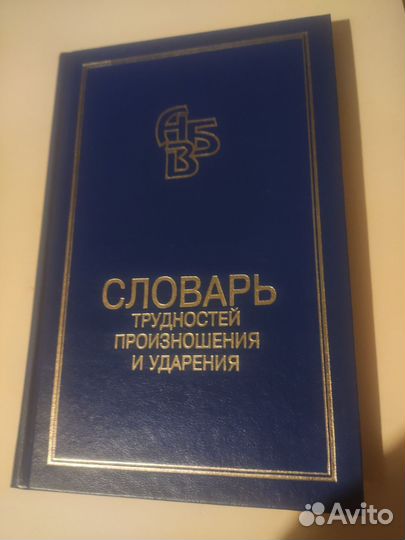 АБВ
СЛОВАРЬ
ТРУДНОСТЕЙ
ПРОИЗНОШЕНИЯ
И УДАРЕНИЯ
Avito